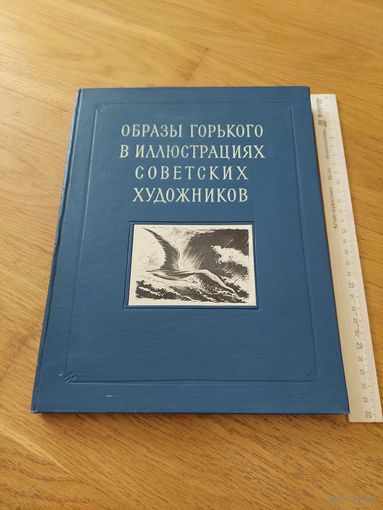 ОБРАЗЫ ГОРЬКОГО
В ИЛЛЮСТРАЦИЯХ
СОВЕТСКИХ
ХУДОЖНИКОВ